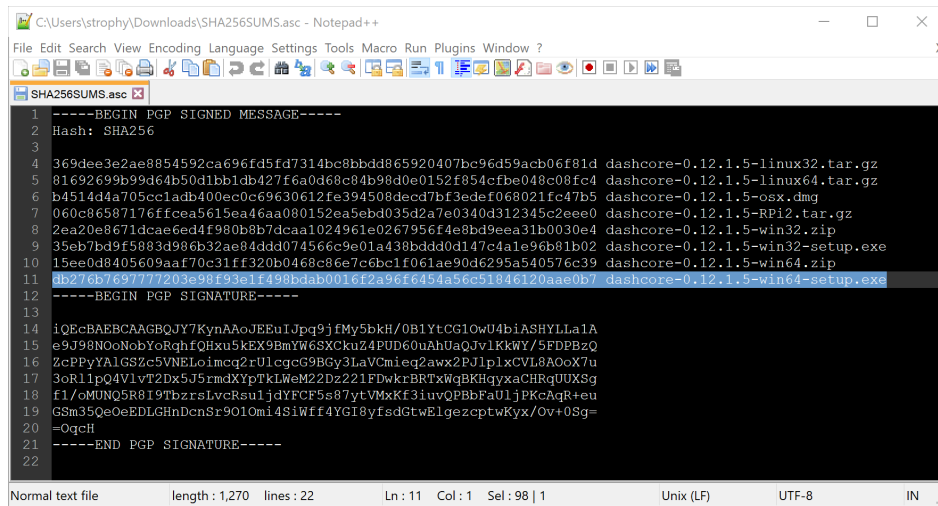 C:\Users\strophy\Downloads\SHA256SUMS.asc - Notepad++
File Edit Search View Encoding Language Settings Tools Macro Run Plugins Window ?
SHA256SUMS.asc
1 -----BEGIN PGP SIGNED MESSAGE-----
2 Hash: SHA256
3
4 369dee3e2ae8854592ca696fd5fd7314bc8bbdd865920407bc96d59acb06f81d dashcore-0.12.1.5-linux32.tar.gz
5 81692699b99d64b50d1bb1db427f6a0d68c84b98d0e0152f854cfbe048c08fc4 dashcore-0.12.1.5-linux64.tar.gz
6 b4514d4a705cc1adb400ec0c69630612fe394508decd7bf3edef068021fc47b5 dashcore-0.12.1.5-osx.dmg
7 060c86587176ffcea5615ea46aa080152ea5ebd035d2a7e0340d312345c2eee0 dashcore-0.12.1.5-RPi2.tar.gz
8 2ea20e8671dcae6ed4f980b8b7dcaa1024961e0267956f4e8bd9eea31b0030e4 dashcore-0.12.1.5-win32.zip
9 35eb7bd9f5883d986b32ae84ddd074566c9e01a438bddd0d147c4a1e96b81b02 dashcore-0.12.1.5-win32-setup.exe
10 15ee0d8405609aaf70c31ff320b0468c86e7c6bc1f061ae90d6295a540576c39 dashcore-0.12.1.5-win64.zip
11 db276b7697777203e98f93e1f498bdab0016f2a96f6454a56c51846120aae0b7 dashcore-0.12.1.5-win64-setup.exe
12 -----BEGIN PGP SIGNATURE-----
13
14 iQEcBAEBCAAGBQJY7KynAAoJEEuIJpq9jfMy5bkH/0B1YtCG1OwU4biASHYLLa1A
15 e9J98NOoNobYoRqhfQHxu5kEX9BmYW6SXCkuZ4PUD60uAhUaQJvlKkWY/5FDPBzQ
16 ZcPPyYAlGSZc5VNELoimcq2rUlcgcG9BGy3LaVCmieq2awx2PJlplxCVL8AOoX7u
17 3oRl1pQ4VlvT2Dx5J5rmdXYpTkLWeM22Dz221FDwkrBRTxWqBKHqyxaCHRqUUXSg
18 f1/oMUNQ5R8I9TbzrsLvcRsu1jdYFCF5s87ytVMxKf3iuvQPBbFaUljPKcAqR+eu
19 GSm35QeOeEDLGHnDcnSr9O1Omi4SiWff4YGI8yfsdGtwElgezcptwKyx/Ov+0Sg=
20 =OqcH
21 -----END PGP SIGNATURE-----
22
Normal text file length : 1,270 lines : 22 Ln : 11 Col : 1 Sel : 98 | 1 Unix (LF) UTF-8 IN